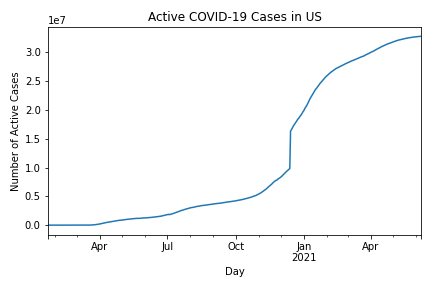 Active COVID-19 Cases in US
1e7
Number of Active Cases
3.0
2.5
2.0
1.5
1.0
0.5
0.0
Apr
Jul
Oct
Jan
2021
Apr
Day